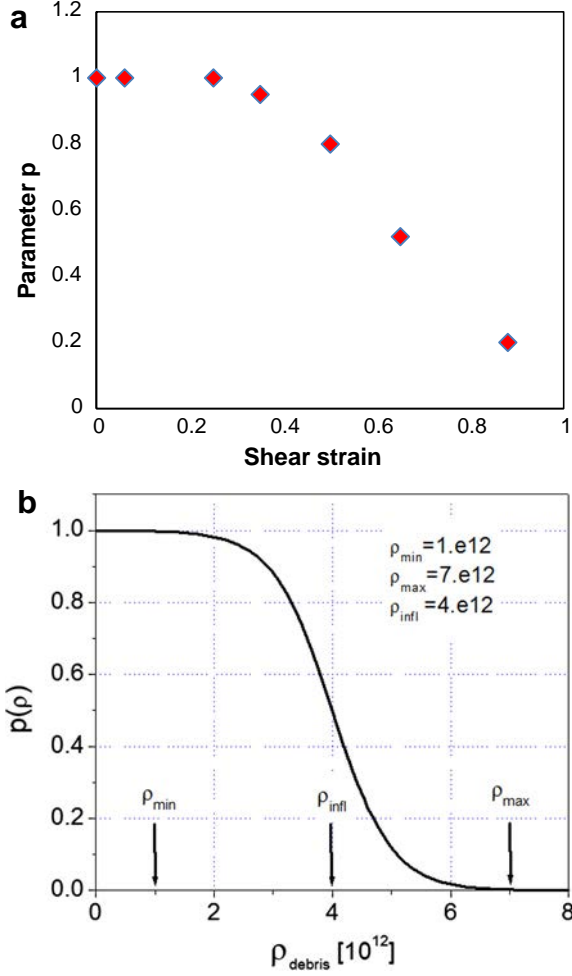 a
1.2
1
0.8
0.6
0.4
0.2
0
Parameter p
0 0.2 0.4 0.6 0.8 1
Shear strain
b
1.0
0.8
0.6
0.4
0.2
0.0
p(ρ)
ρmin=1.e12
ρmax=7.e12
ρinfl=4.e12
ρmin ρinfl ρmax
0 2 4 6 8
ρdebris [10¹²]